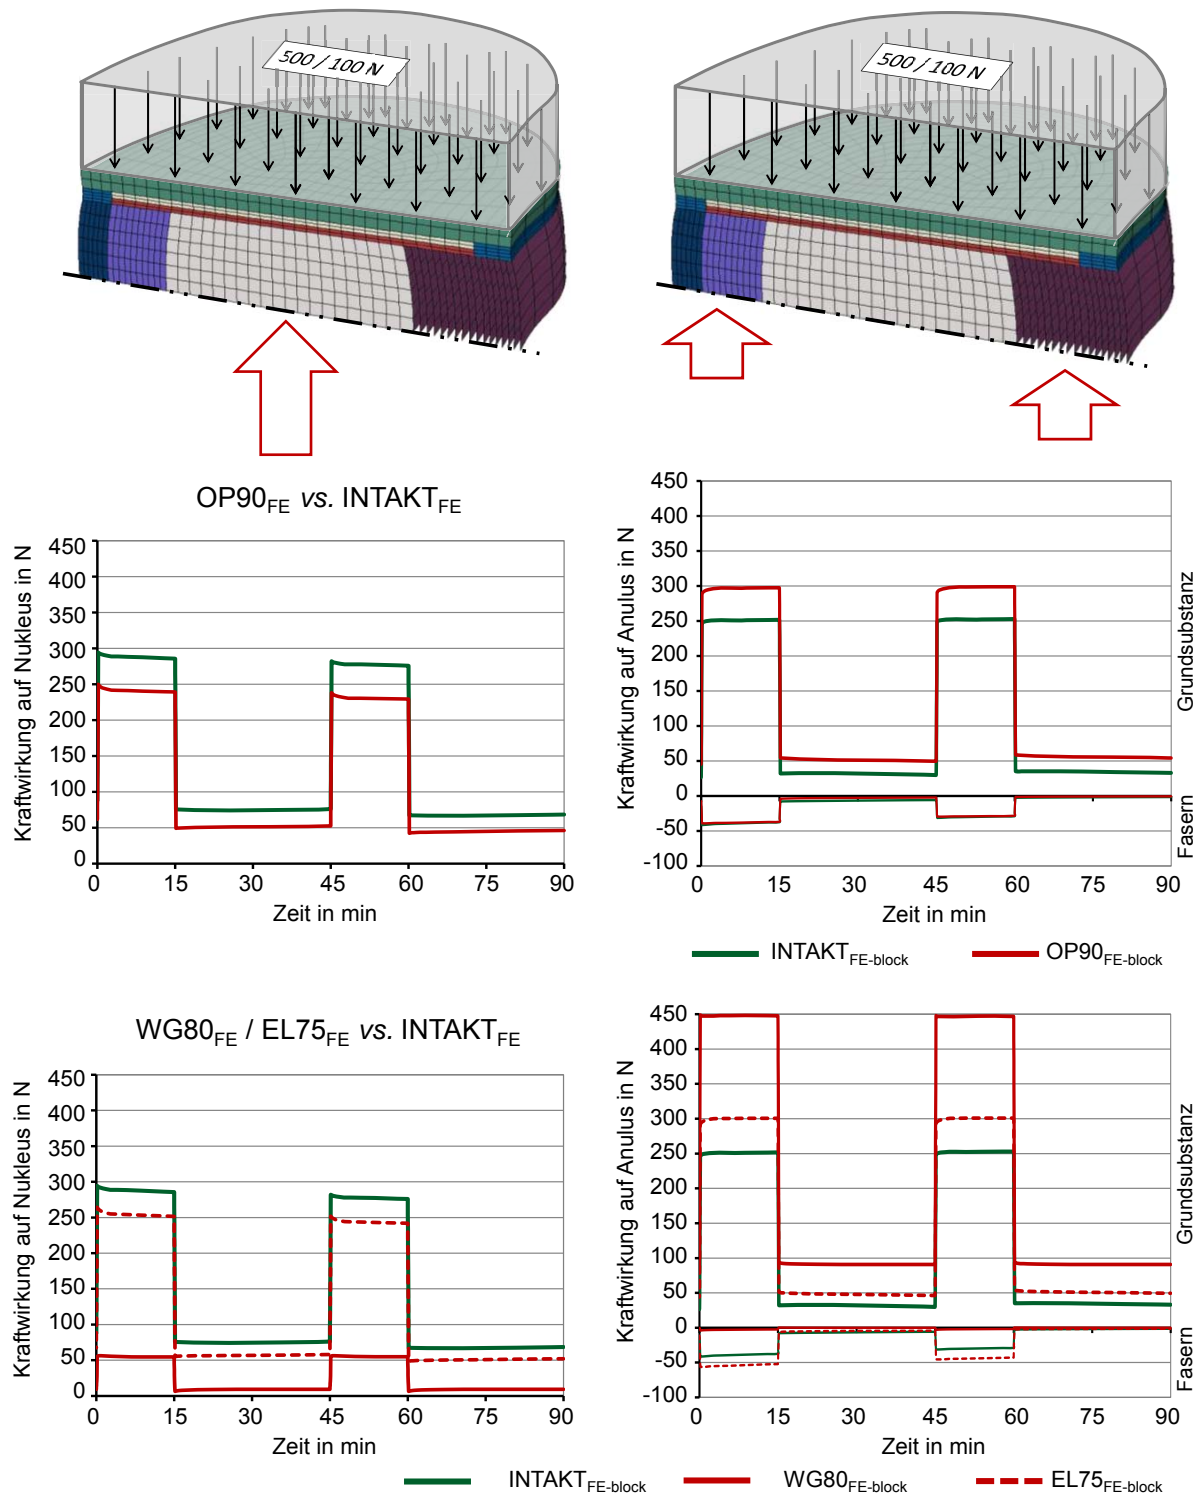 500 / 100 N
500 / 100 N
OP90FE vs. INTAKTFE
Kraftwirkung auf Nukleus in N
450
400
350
300
250
200
150
100
50
0
0 15 30 45 60 75 90
Zeit in min
Kraftwirkung auf Anulus in N
450
400
350
300
250
200
150
100
50
0
-50
-100
Grundsubstanz
Fasern
0 15 30 45 60 75 90
Zeit in min
INTAKTFE-block OP90FE-block
WG80FE / EL75FE vs. INTAKTFE
Kraftwirkung auf Nukleus in N
450
400
350
300
250
200
150
100
50
0
0 15 30 45 60 75 90
Zeit in min
Kraftwirkung auf Anulus in N
450
400
350
300
250
200
150
100
50
0
-50
-100
Grundsubstanz
Fasern
0 15 30 45 60 75 90
Zeit in min
INTAKTFE-block WG80FE-block EL75FE-block